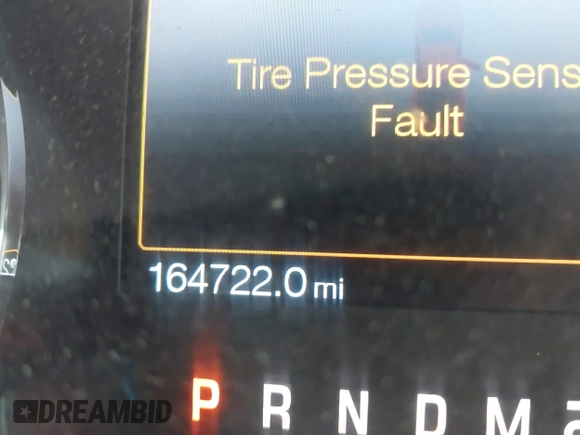 Tire Pressure Sens
Fault
164722.0 mi
P R N D M
DREAMBID